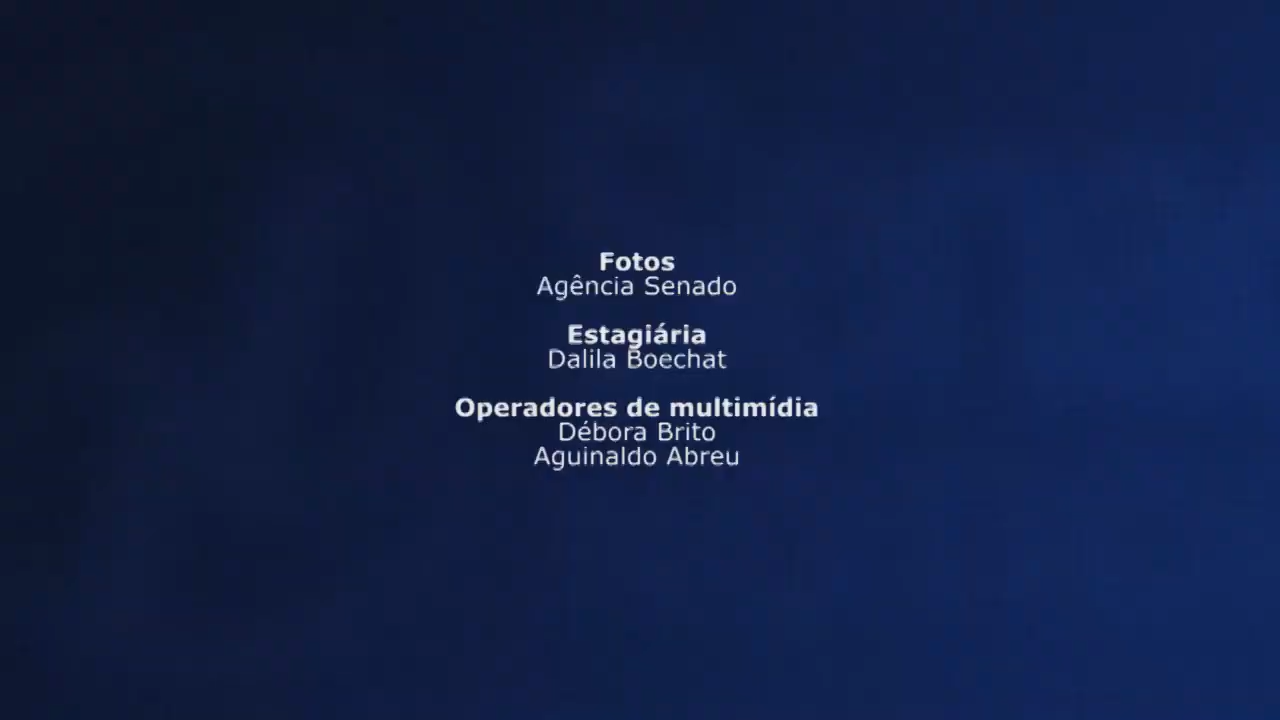 Fotos
Agência Senado
Estagiária
Dalila Boechat
Operadores de multimídia
Débora Brito
Aguinaldo Abreu